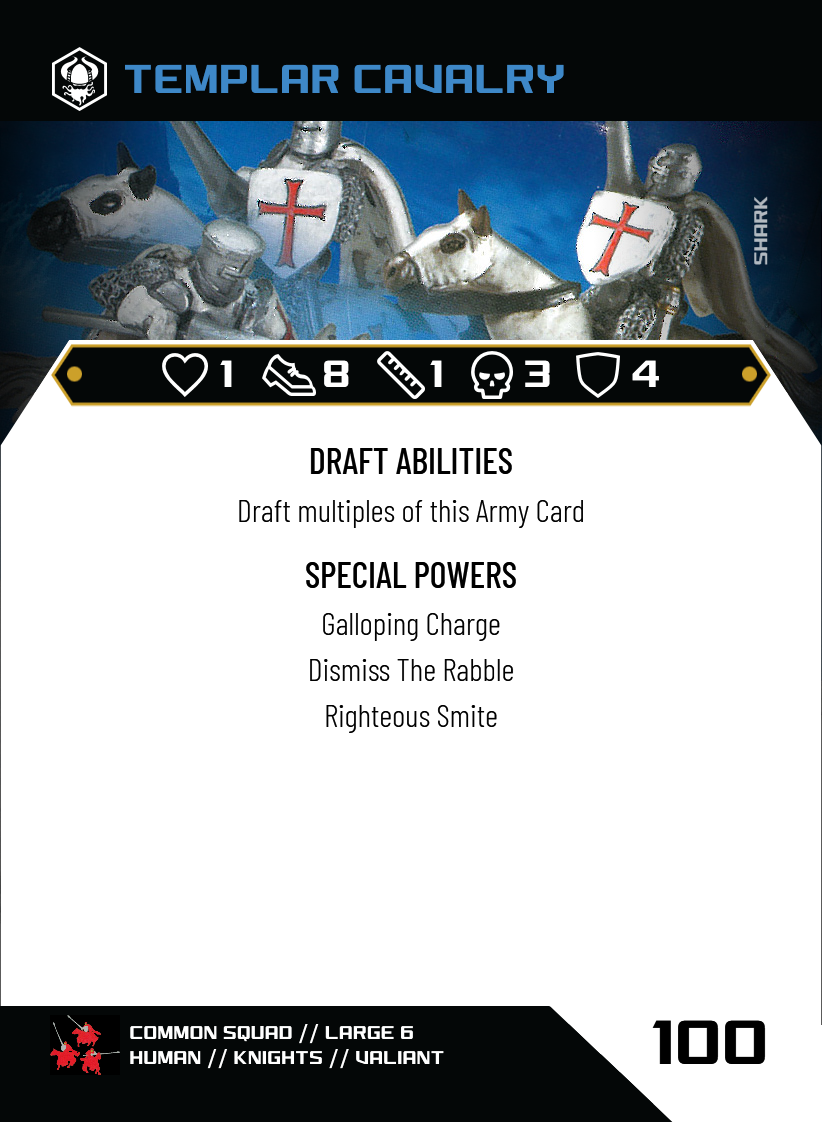 TEMPLAR CAVALRY
SHARK
1 8 1 3 4
DRAFT ABILITIES
Draft multiples of this Army Card
SPECIAL POWERS
Galloping Charge
Dismiss The Rabble
Righteous Smite
COMMON SQUAD // LARGE 6
HUMAN // KNIGHTS // VALIANT
100